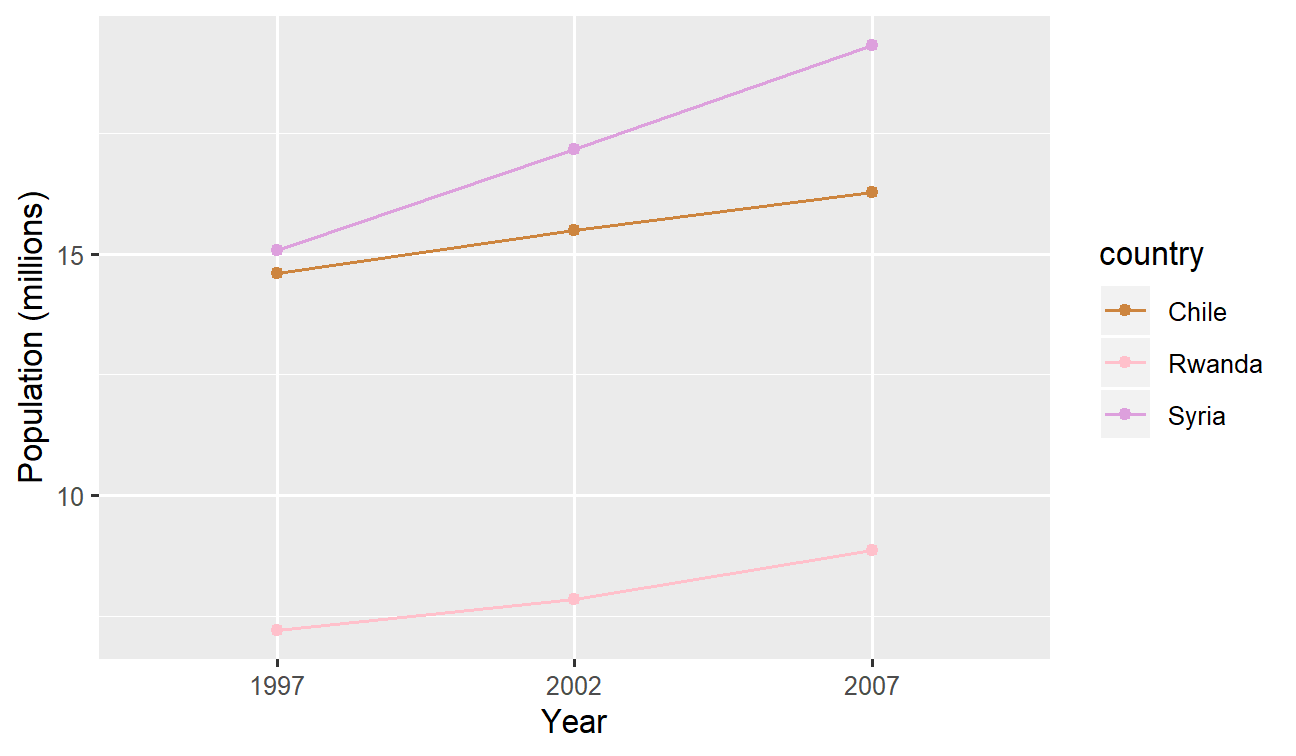 Population (millions)
15
10
1997 2002 2007
Year
country
Chile
Rwanda
Syria